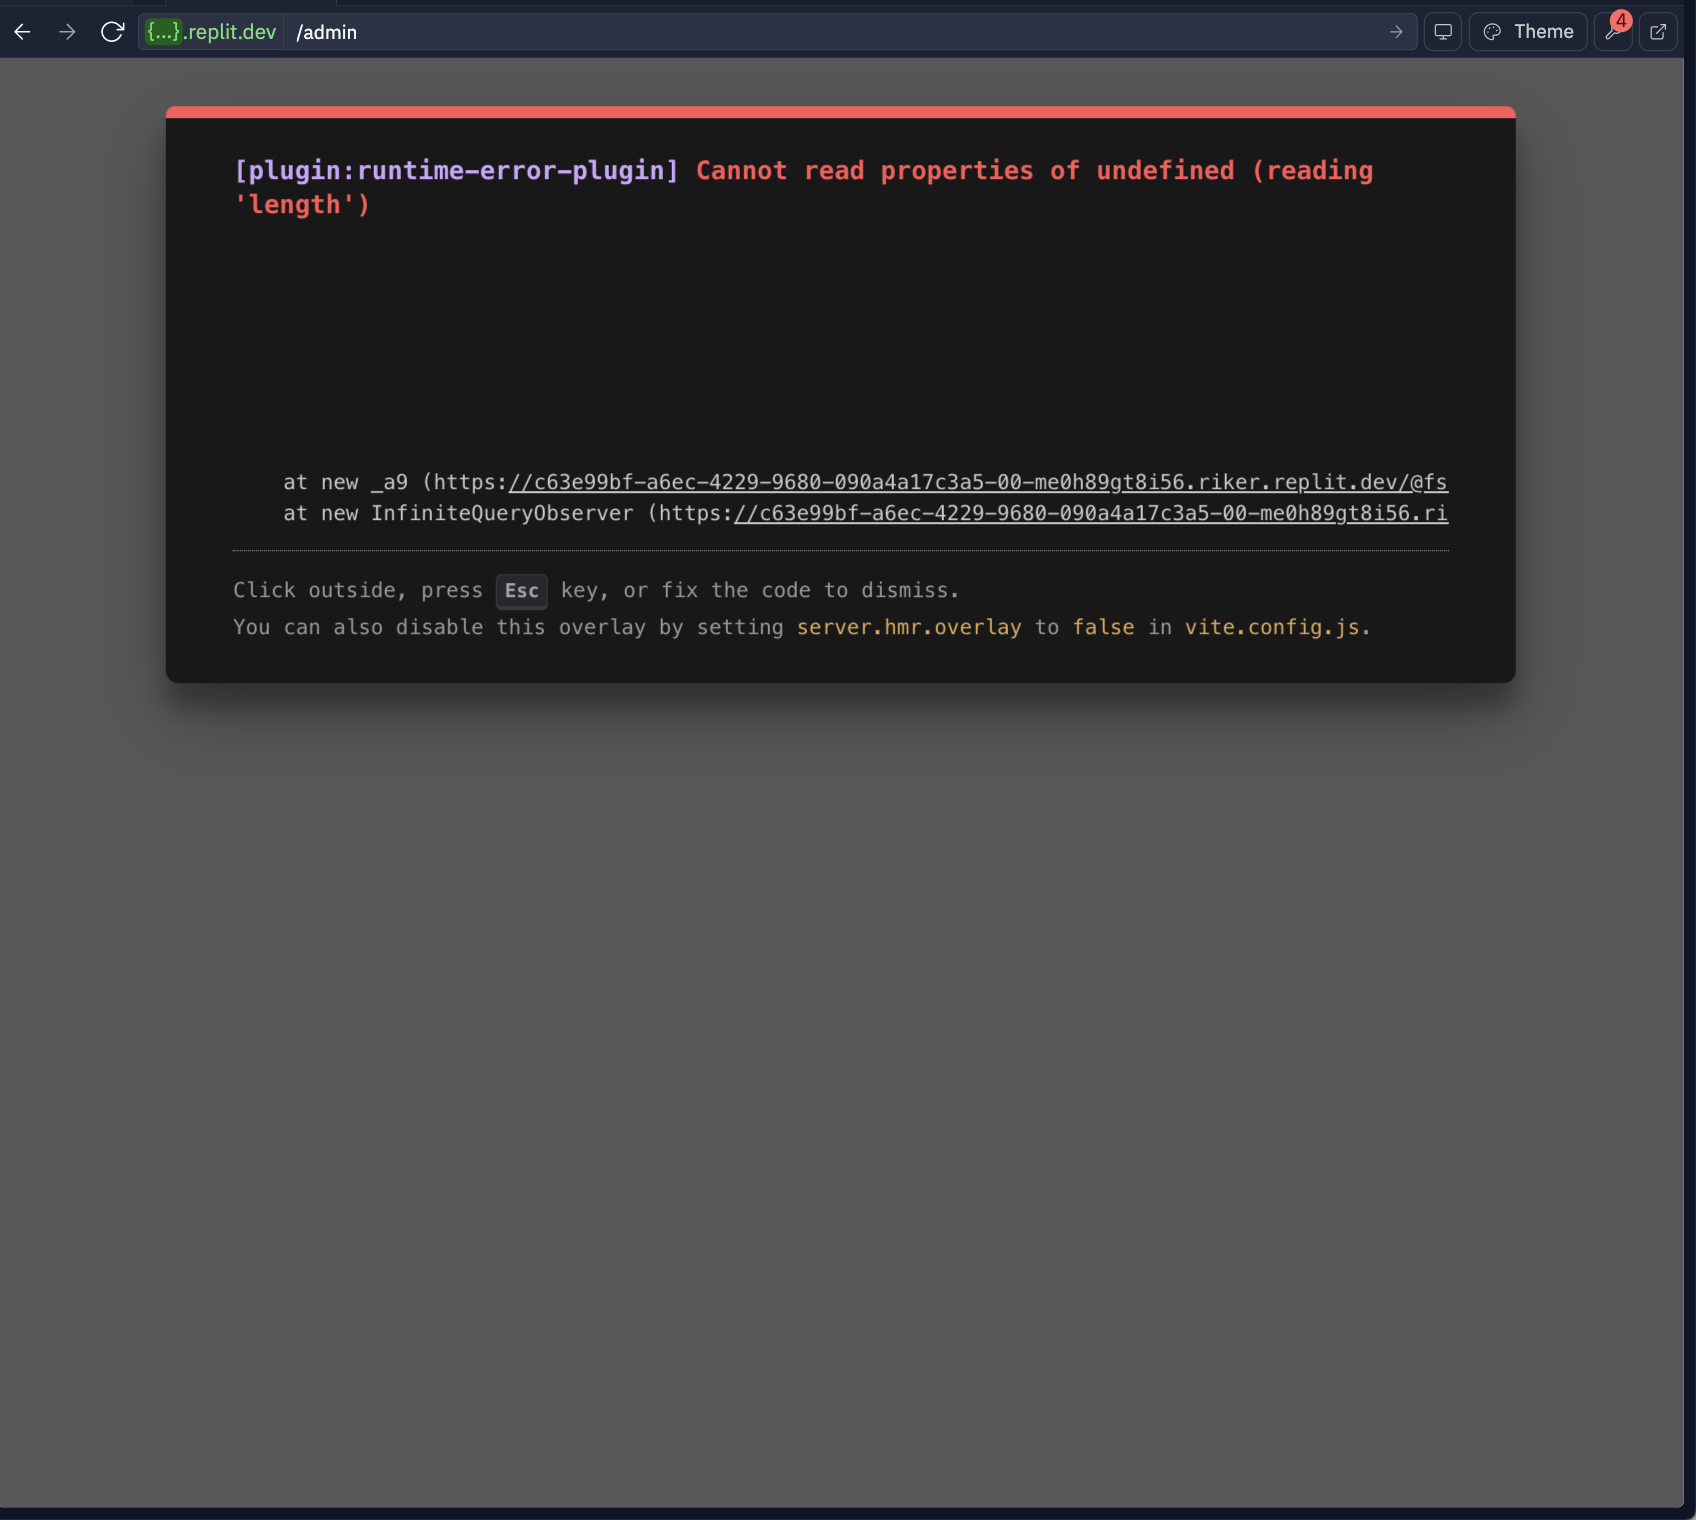 {...}.replit.dev /admin Theme 4
[plugin:runtime-error-plugin] Cannot read properties of undefined (reading
'length')
at new _a9 (https://c63e99bf-a6ec-4229-9680-090a4a17c3a5-00-me0h89gt8i56.riker.replit.dev/@fs
at new InfiniteQueryObserver (https://c63e99bf-a6ec-4229-9680-090a4a17c3a5-00-me0h89gt8i56.ri
Click outside, press Esc key, or fix the code to dismiss.
You can also disable this overlay by setting server.hmr.overlay to false in vite.config.js.